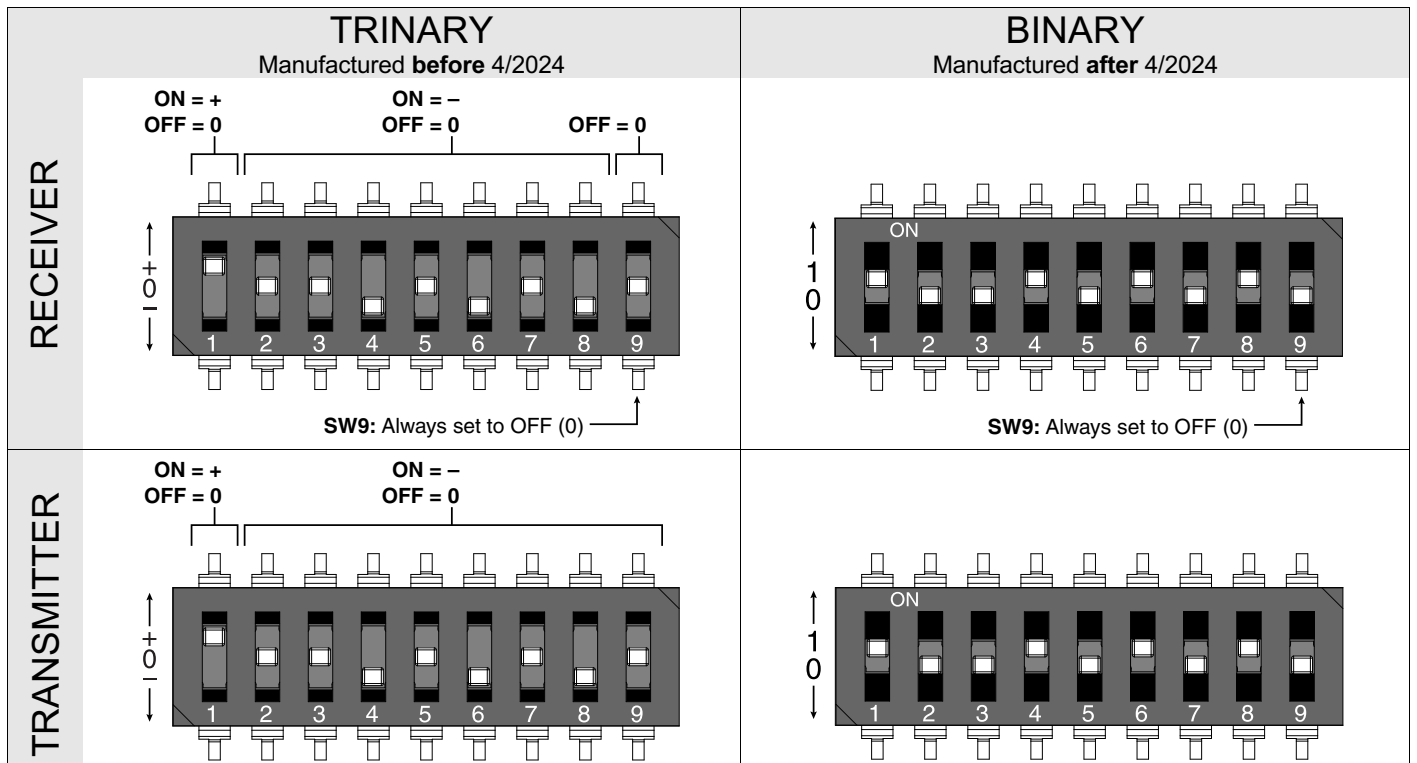 TRINARY
Manufactured before 4/2024
BINARY
Manufactured after 4/2024
RECEIVER
ON = +
OFF = 0
ON = –
OFF = 0
OFF = 0
+
0
–
1 2 3 4 5 6 7 8 9
SW9: Always set to OFF (0)
ON
1
0
1 2 3 4 5 6 7 8 9
SW9: Always set to OFF (0)
TRANSMITTER
ON = +
OFF = 0
ON = –
OFF = 0
+
0
–
1 2 3 4 5 6 7 8 9
ON
1
0
1 2 3 4 5 6 7 8 9